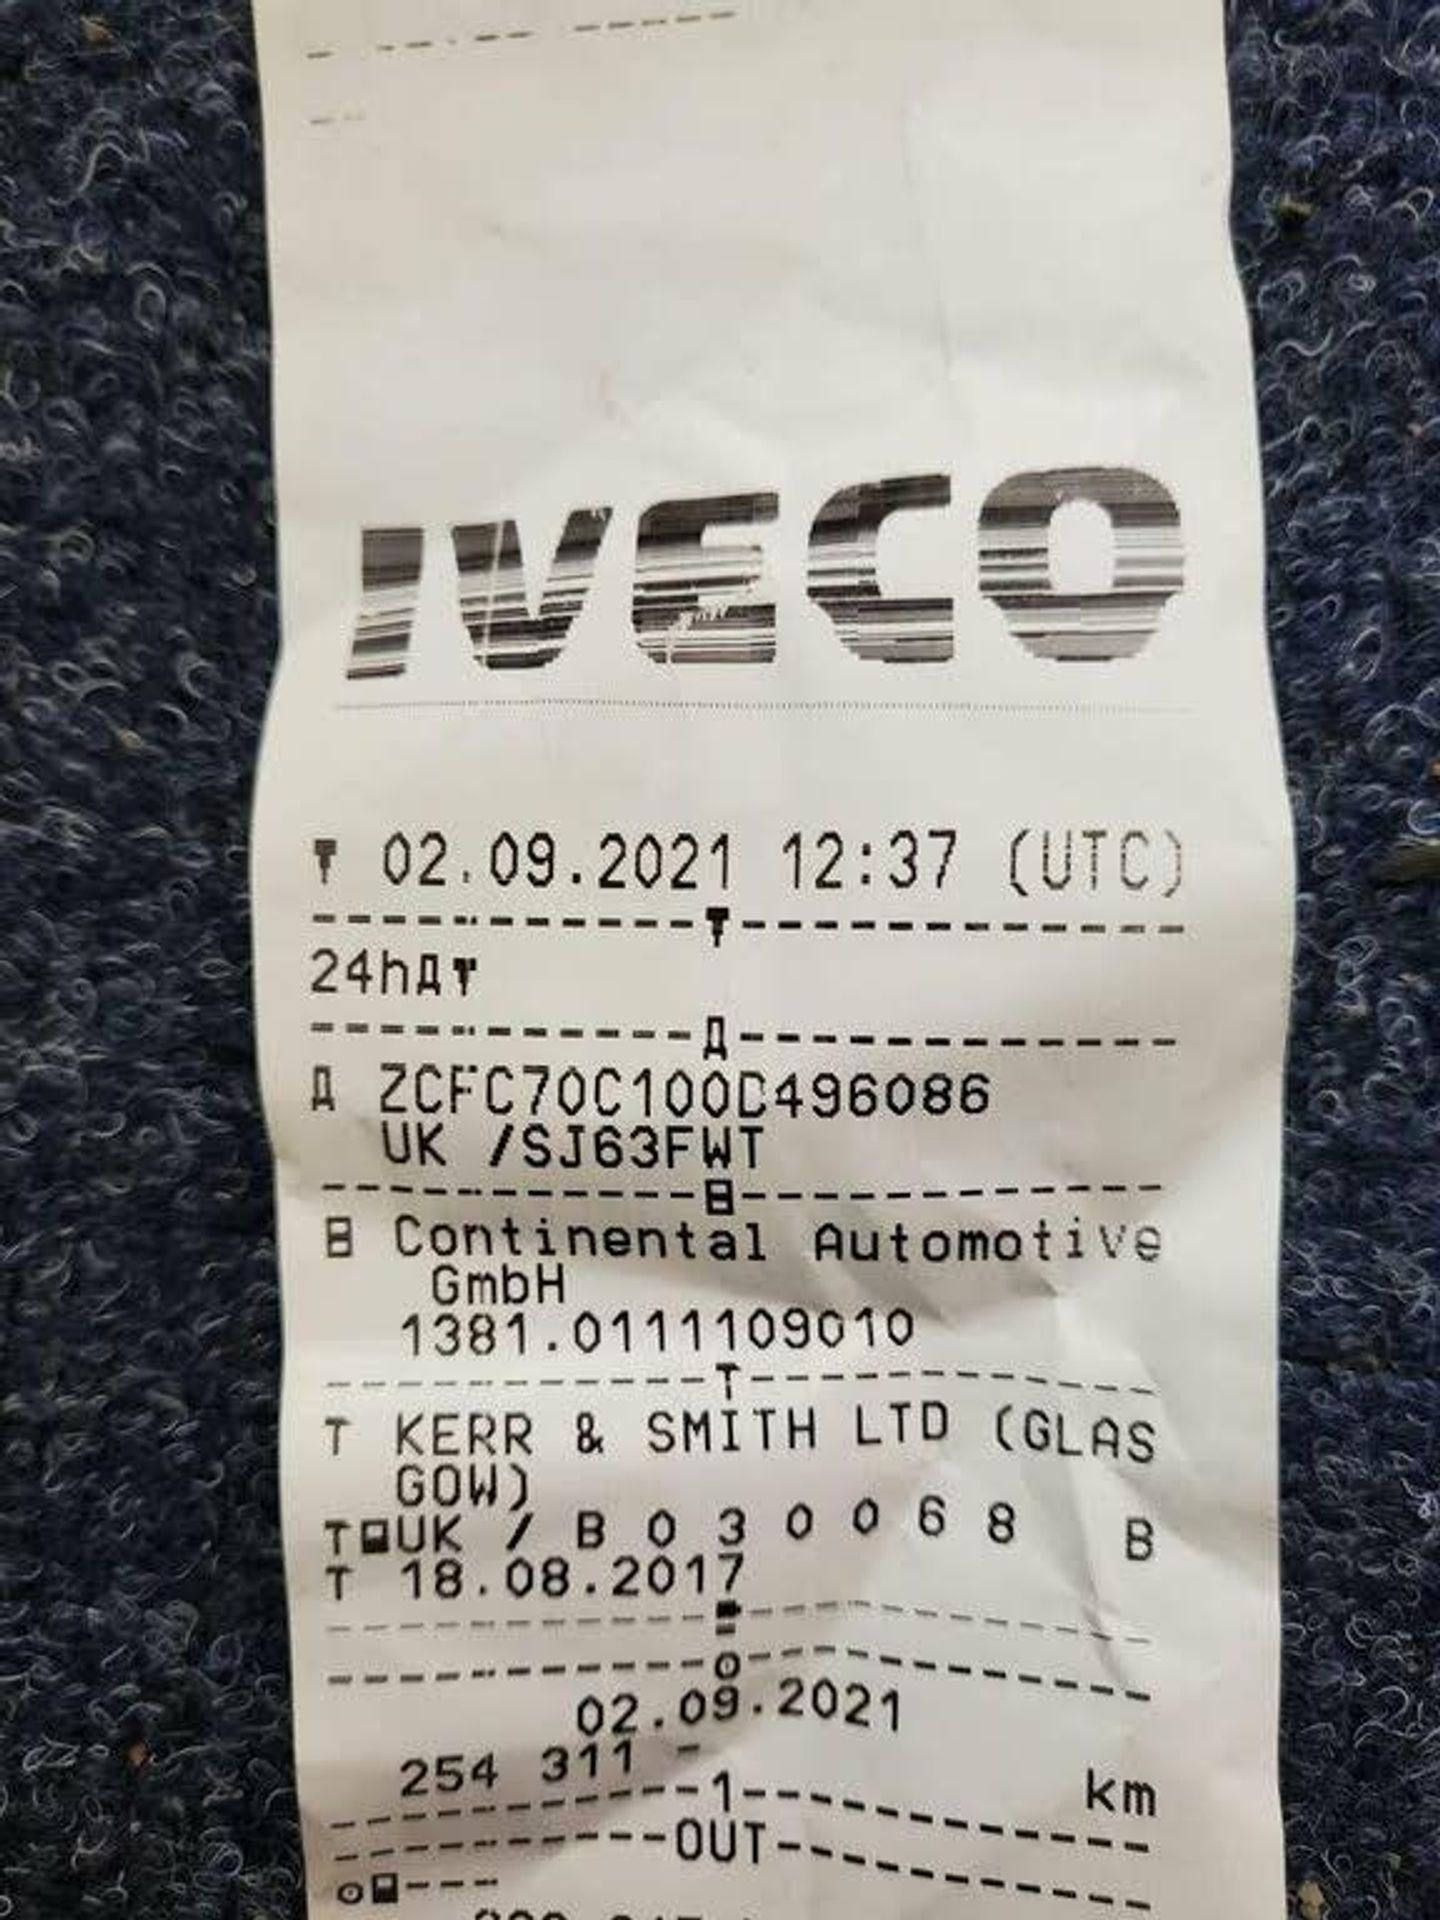 IVECO
02.09.2021 12:37 (UTC)
24h
ZCFC70C100D496086
UK /SJ63FWT
Continental Automotive
GmbH
1381.0111109010
T KERR & SMITH LTD (GLAS
GOW)
T UK / B 0 3 0 0 6 8 B
T 18.08.2017
02.09.2021
254 311 -
km
1
OUT
---